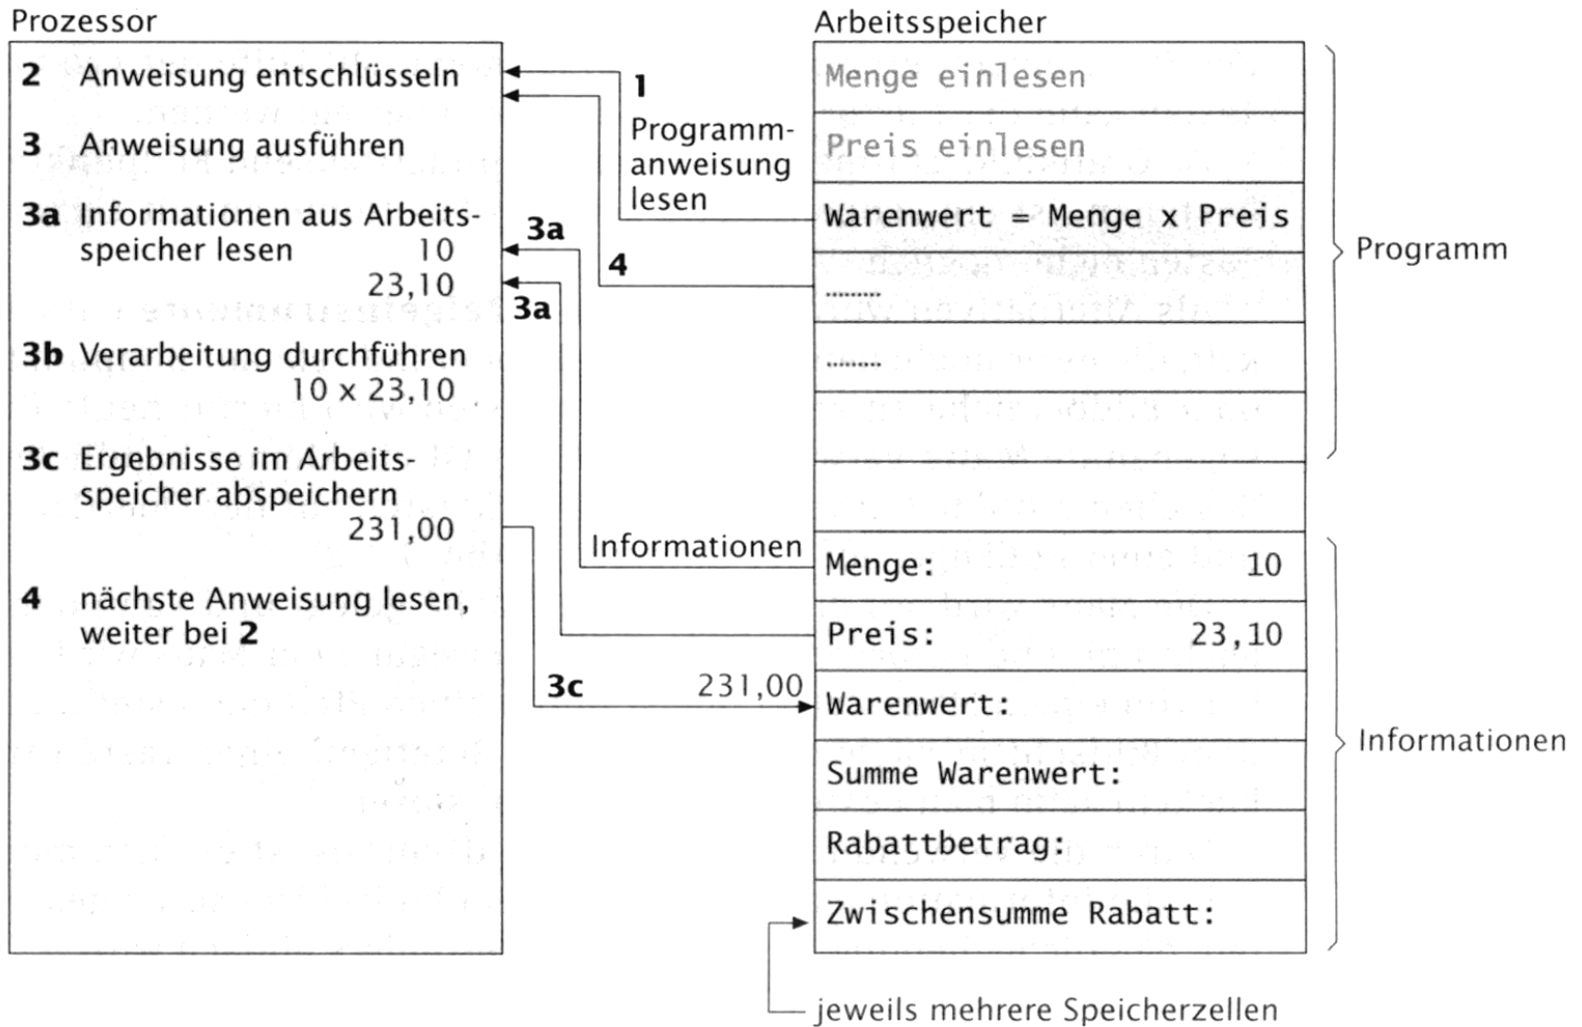 Prozessor
2 Anweisung entschlüsseln
3 Anweisung ausführen
3a Informationen aus Arbeits-
speicher lesen 10
23,10
3b Verarbeitung durchführen
10 x 23,10
3c Ergebnisse im Arbeits-
speicher abspeichern
231,00
4 nächste Anweisung lesen,
weiter bei 2
1
Programm-
anweisung
lesen
3a
4
3a
Informationen
3c 231,00
Arbeitsspeicher
Menge einlesen
Preis einlesen
Warenwert = Menge x Preis
.........
.........
Menge: 10
Preis: 23,10
Warenwert:
Summe Warenwert:
Rabattbetrag:
Zwischensumme Rabatt:
Programm
Informationen
jeweils mehrere Speicherzellen